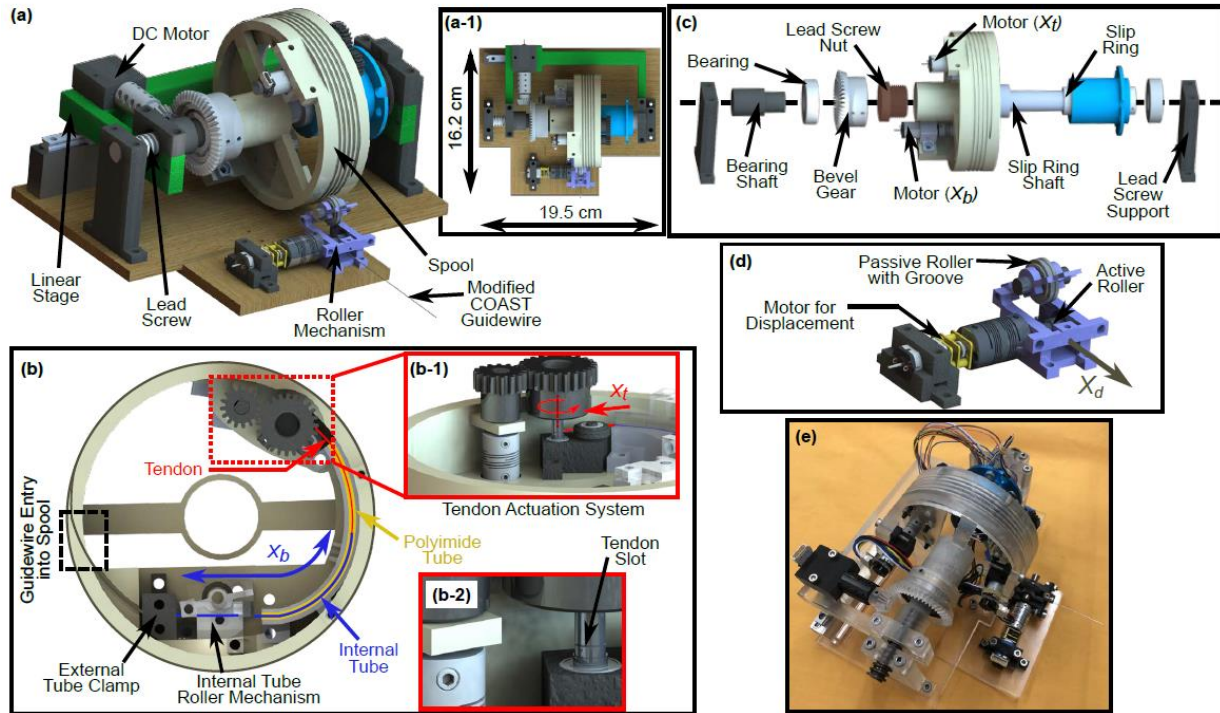 (a)
DC Motor
Linear
Stage
Lead
Screw
Roller
Mechanism
Spool
Modified
COAST
Guidewire
(a-1)
16.2 cm
19.5 cm
(c)
Bearing
Lead Screw
Nut
Motor (Xt)
Slip
Ring
Bearing
Shaft
Bevel
Gear
Motor (Xb)
Slip Ring
Shaft
Lead
Screw
Support
(d)
Passive Roller
with Groove
Active
Roller
Motor for
Displacement
Xd
(b)
Tendon
Guidewire Entry
into Spool
Xb
Polyimide
Tube
Internal
Tube
External
Tube Clamp
Internal Tube
Roller Mechanism
(b-1)
Xt
Tendon Actuation System
(b-2)
Tendon
Slot
(e)